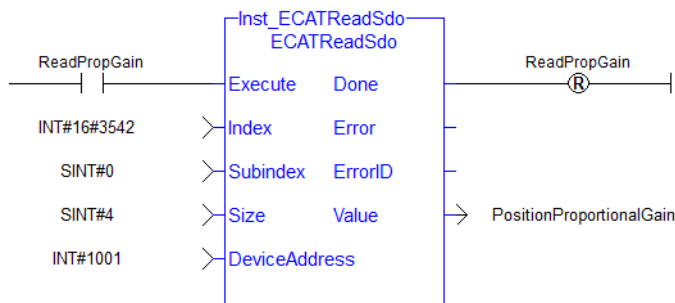 Inst_ECATReadSdo
ECATReadSdo
ReadPropGain
ReadPropGain
Execute Done
R
INT#16#3542
Index Error
SINT#0
Subindex ErrorID
SINT#4
Size Value
PositionProportionalGain
INT#1001
DeviceAddress